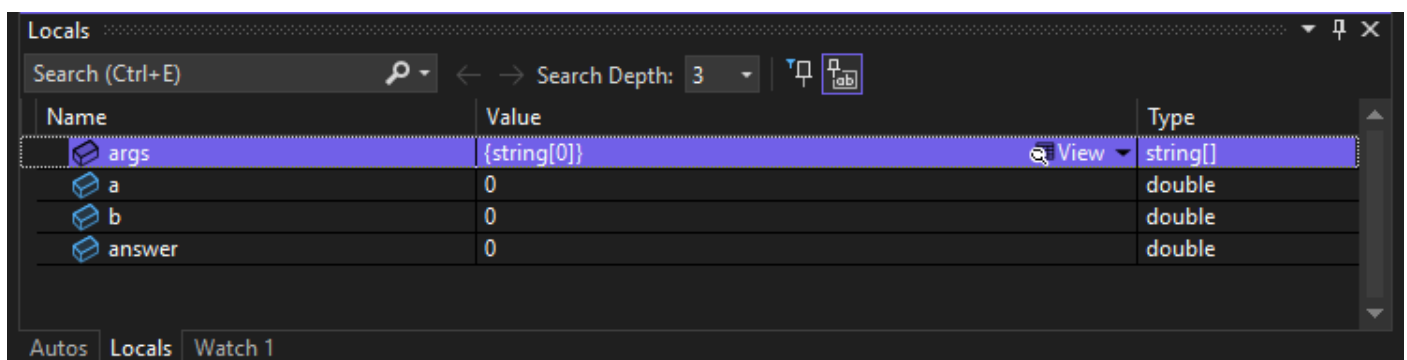 Locals
Search (Ctrl+E) Search Depth: 3 ab
Name Value Type
args {string[0]} View string[]
a 0 double
b 0 double
answer 0 double
Autos Locals Watch 1